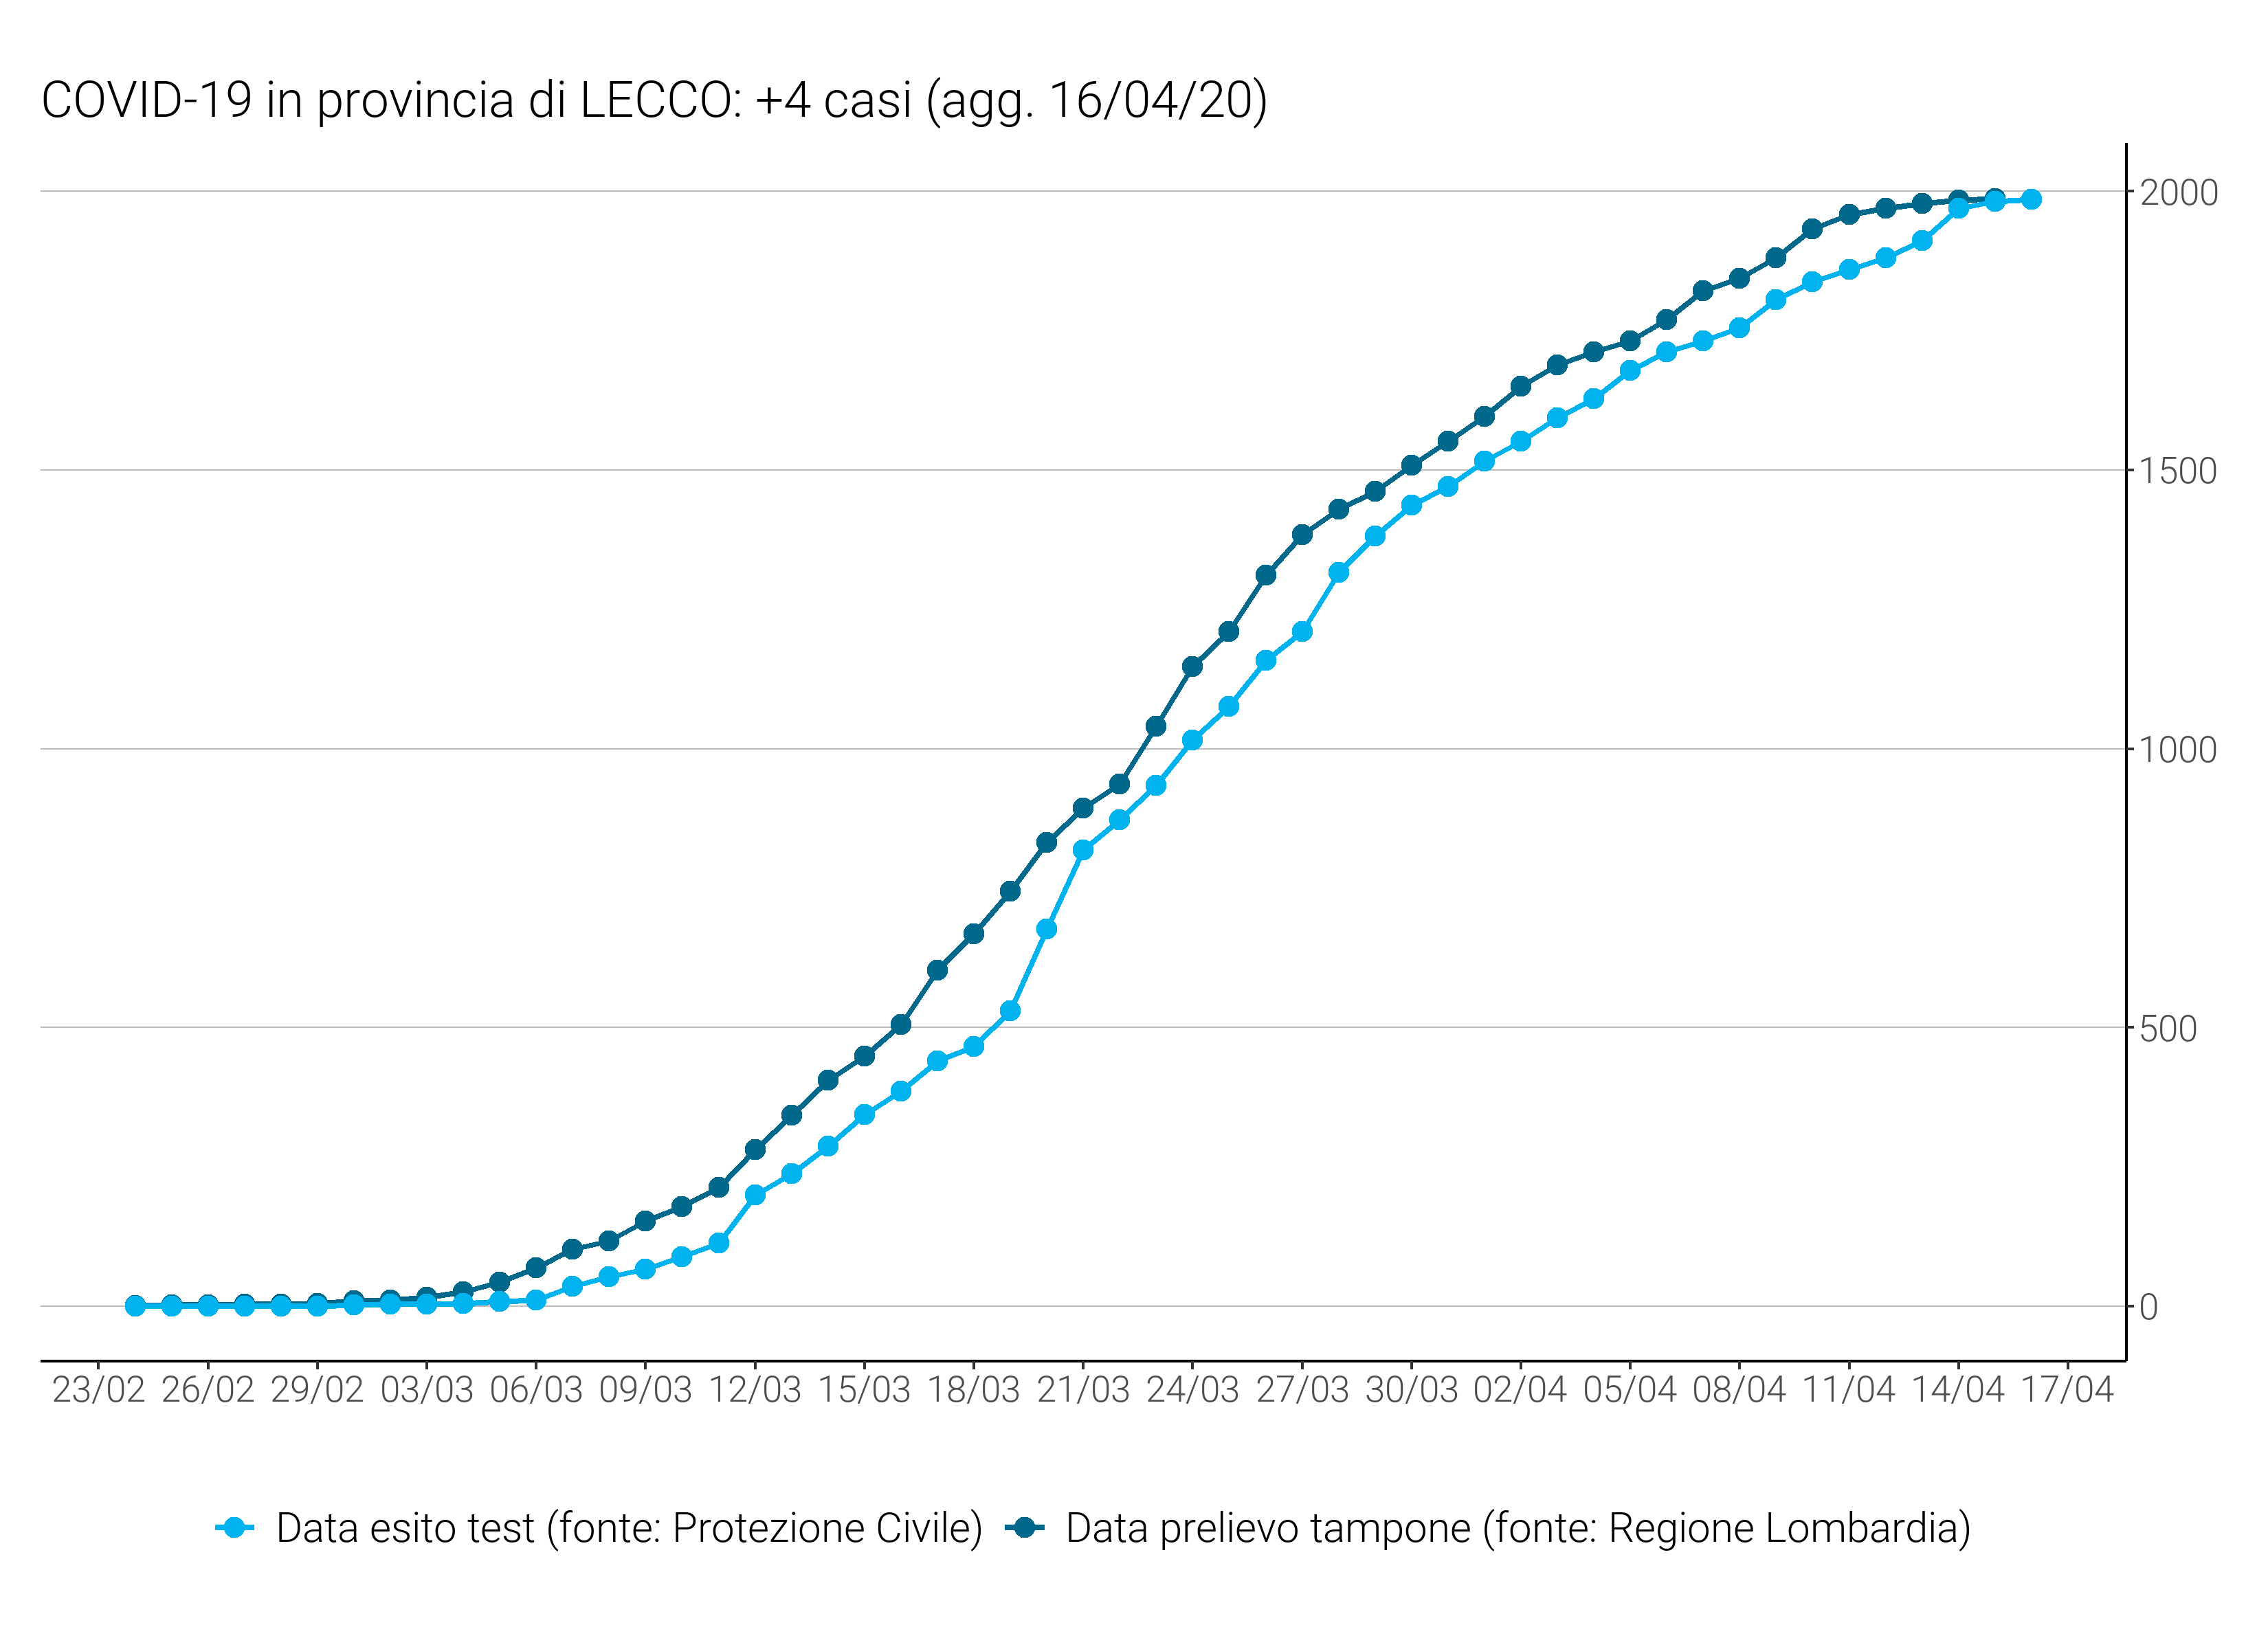 COVID-19 in provincia di LECCO: +4 casi (agg. 16/04/20)
2000
1500
1000
500
0
23/02 26/02 29/02 03/03 06/03 09/03 12/03 15/03 18/03 21/03 24/03 27/03 30/03 02/04 05/04 08/04 11/04 14/04 17/04
Data esito test (fonte: Protezione Civile) Data prelievo tampone (fonte: Regione Lombardia)